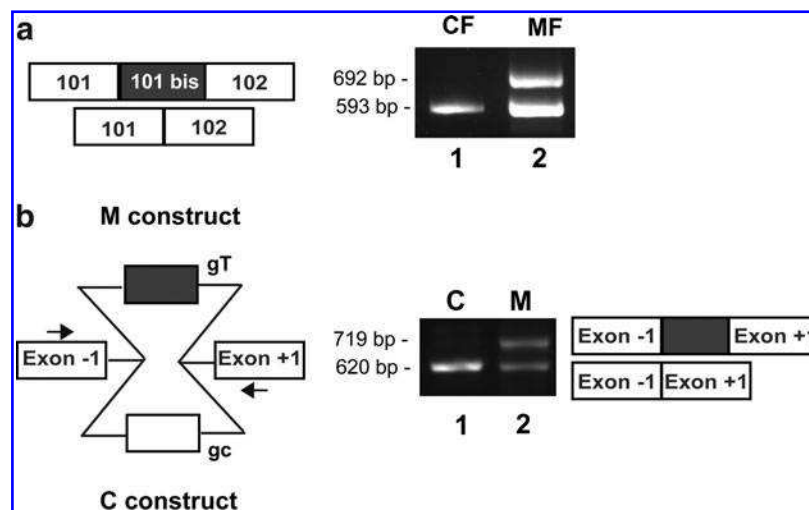 a
CF MF
101 101 bis 102
101 102
692 bp -
593 bp -
1 2
b
M construct
gT
Exon -1 Exon +1
gc
C construct
C M
719 bp -
620 bp -
1 2
Exon -1 Exon +1
Exon -1 Exon +1